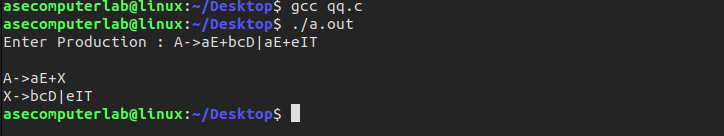 asecomputerlab@linux:~/Desktop$ gcc qq.c
asecomputerlab@linux:~/Desktop$ ./a.out
Enter Production : A->aE+bcD|aE+eIT
A->aE+X
X->bcD|eIT
asecomputerlab@linux:~/Desktop$